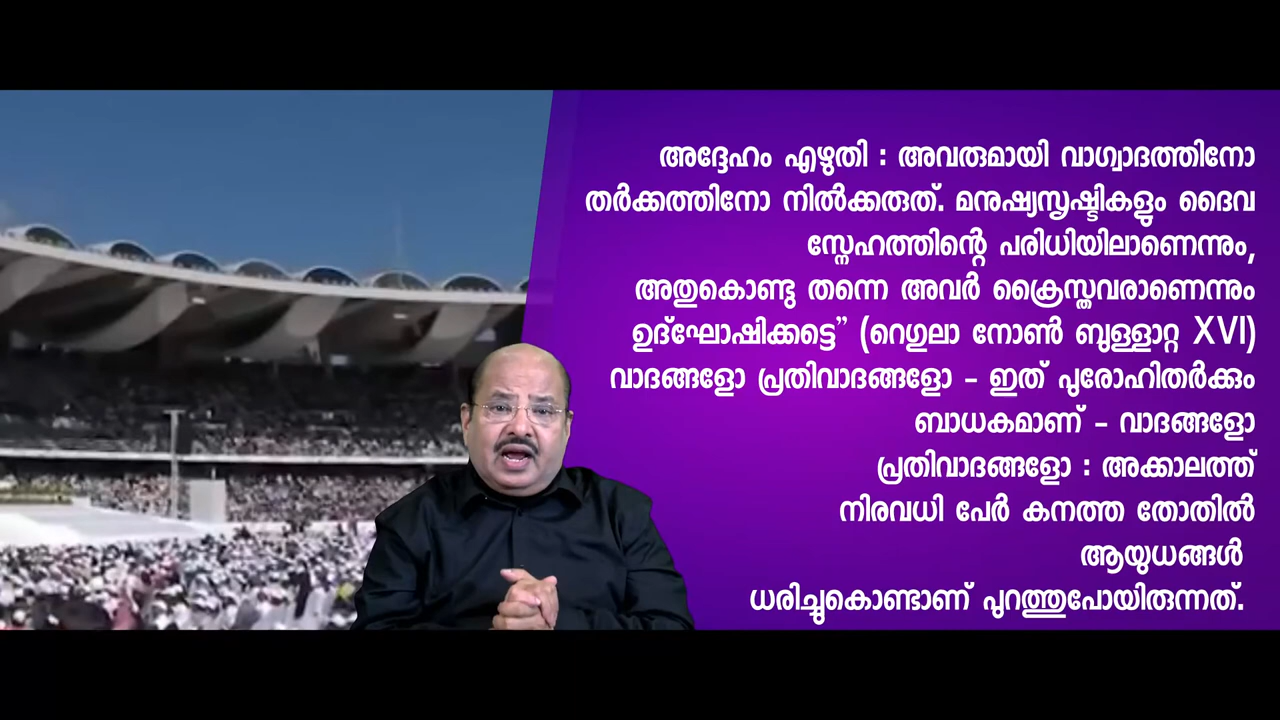 അദ്ദേഹം എഴുതി : അവരുമായി വാഗ്വാദത്തിനോ
തർക്കത്തിനോ നിൽക്കരുത്. മനുഷ്യസൃഷ്ടികളും ദൈവ
സ്നേഹത്തിന്റെ പരിധിയിലാണെന്നും,
അതുകൊണ്ടു തന്നെ അവർ ക്രൈസ്തവരാണെന്നും
ഉദ്ഘോഷിക്കട്ടെ” (റെഗുലാ നോൺ ബുള്ളാറ്റ XVI)
വാദങ്ങളോ പ്രതിവാദങ്ങളോ – ഇത് പുരോഹിതർക്കും
ബാധകമാണ് – വാദങ്ങളോ
പ്രതിവാദങ്ങളോ : അക്കാലത്ത്
നിരവധി പേർ കനത്ത തോതിൽ
ആയുധങ്ങൾ
ധരിച്ചുകൊണ്ടാണ് പുറത്തുപോയിരുന്നത്.